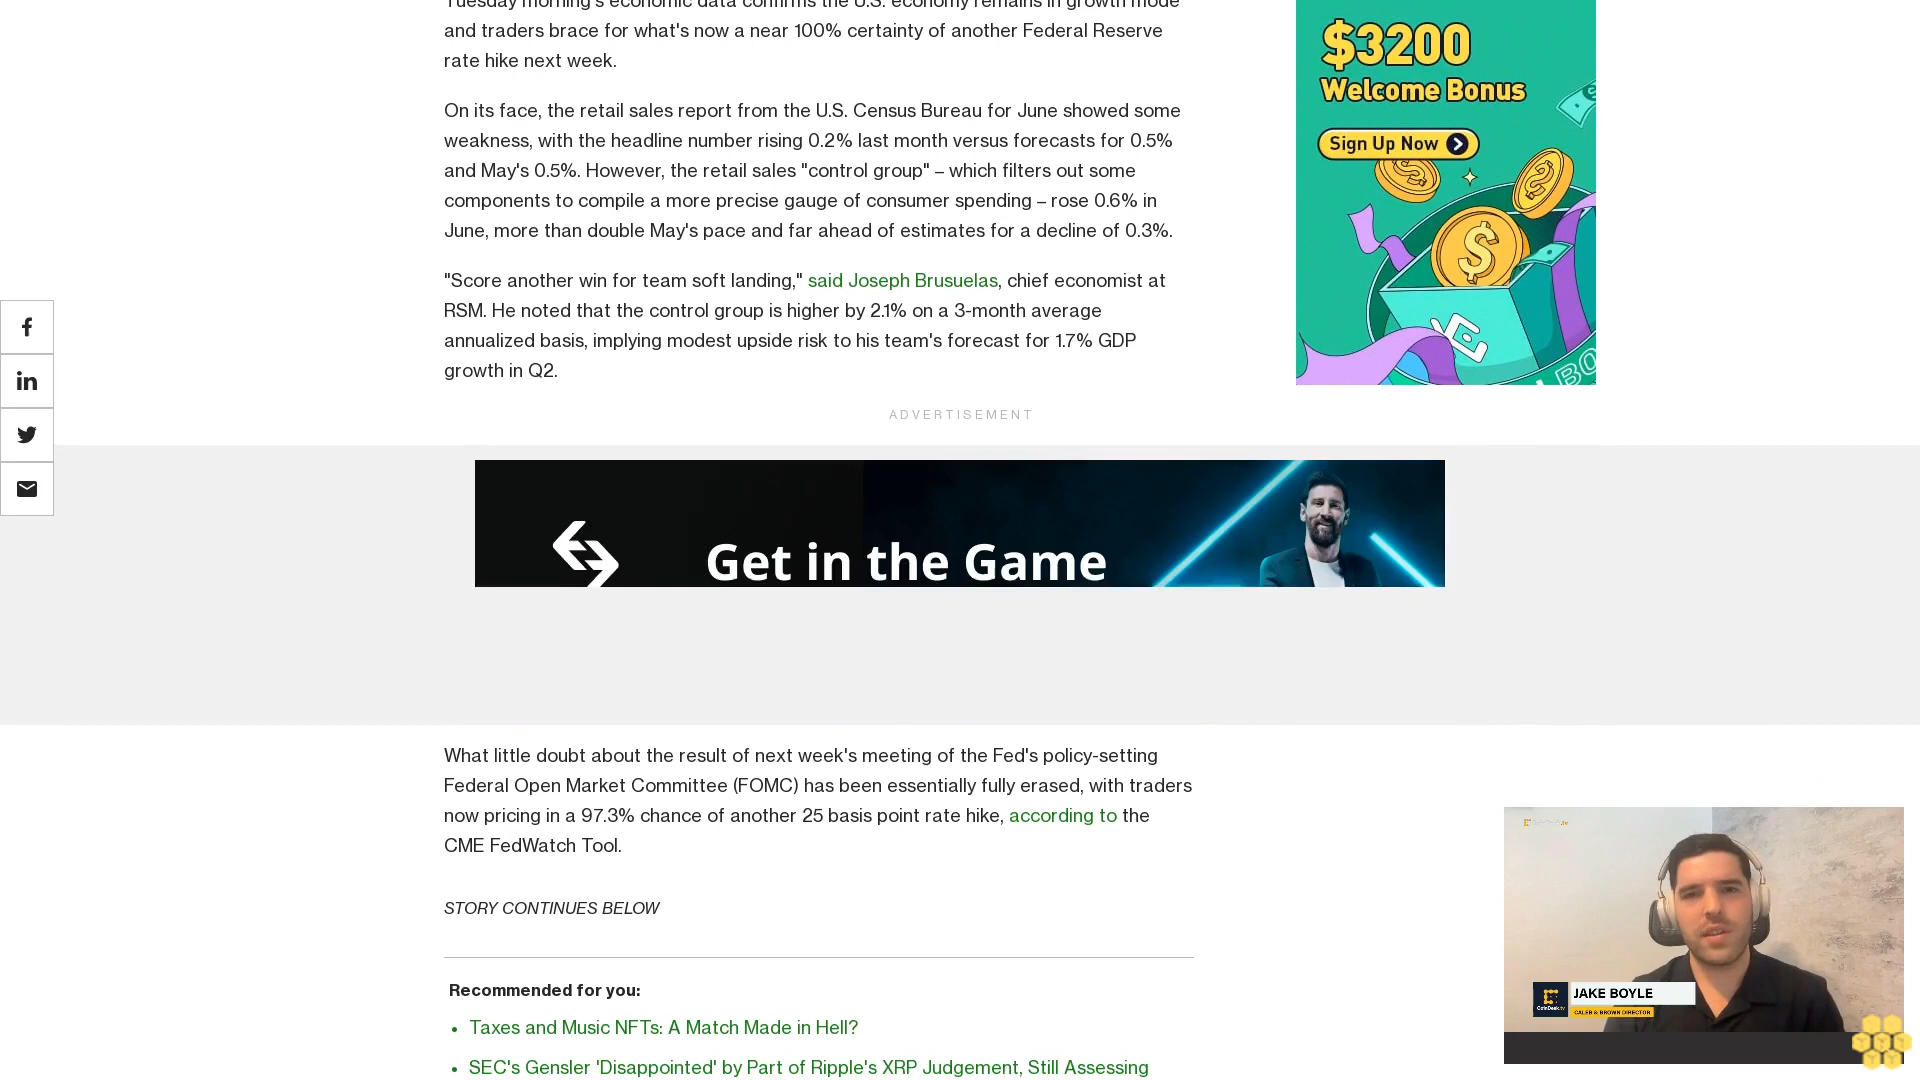 Tuesday morning's economic data confirms the U.S. economy remains in growth mode
and traders brace for what's now a near 100% certainty of another Federal Reserve
rate hike next week.
On its face, the retail sales report from the U.S. Census Bureau for June showed some
weakness, with the headline number rising 0.2% last month versus forecasts for 0.5%
and May's 0.5%. However, the retail sales "control group" – which filters out some
components to compile a more precise gauge of consumer spending – rose 0.6% in
June, more than double May's pace and far ahead of estimates for a decline of 0.3%.
"Score another win for team soft landing," said Joseph Brusuelas, chief economist at
RSM. He noted that the control group is higher by 2.1% on a 3-month average
annualized basis, implying modest upside risk to his team's forecast for 1.7% GDP
growth in Q2.
$3200
Welcome Bonus
Sign Up Now
ADVERTISEMENT
Get in the Game
What little doubt about the result of next week's meeting of the Fed's policy-setting
Federal Open Market Committee (FOMC) has been essentially fully erased, with traders
now pricing in a 97.3% chance of another 25 basis point rate hike, according to the
CME FedWatch Tool.
STORY CONTINUES BELOW
Recommended for you:
• Taxes and Music NFTs: A Match Made in Hell?
• SEC's Gensler 'Disappointed' by Part of Ripple's XRP Judgement, Still Assessing
JAKE BOYLE
CALEB & BROWN DIRECTOR